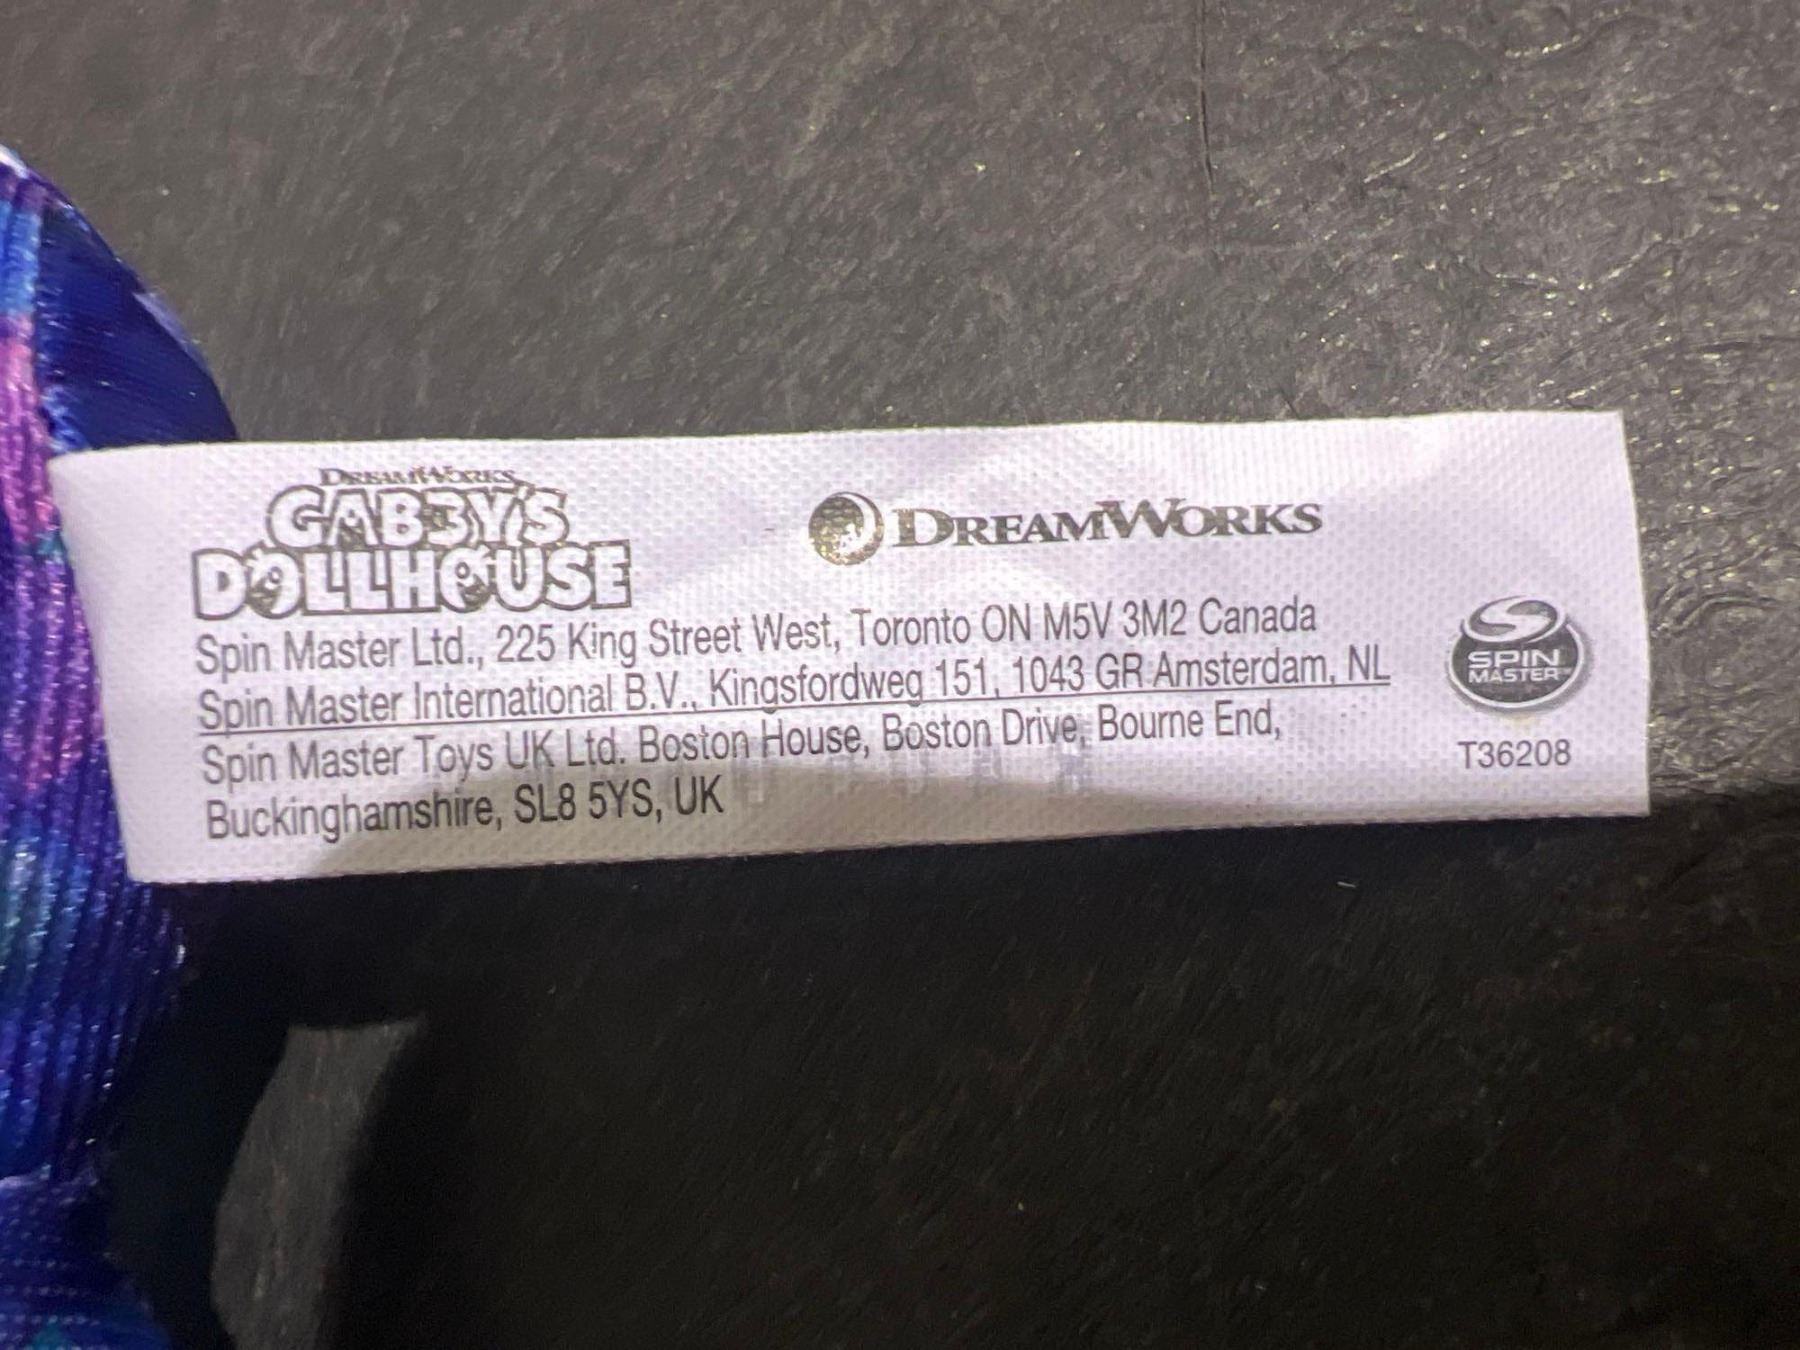 DREAMWORKS
GABBY'S
DOLLHOUSE
DREAMWORKS
Spin Master Ltd., 225 King Street West, Toronto ON M5V 3M2 Canada
Spin Master International B.V., Kingsfordweg 151, 1043 GR Amsterdam, NL
Spin Master Toys UK Ltd. Boston House, Boston Drive, Bourne End,
Buckinghamshire, SL8 5YS, UK
SPIN
MASTER
T36208